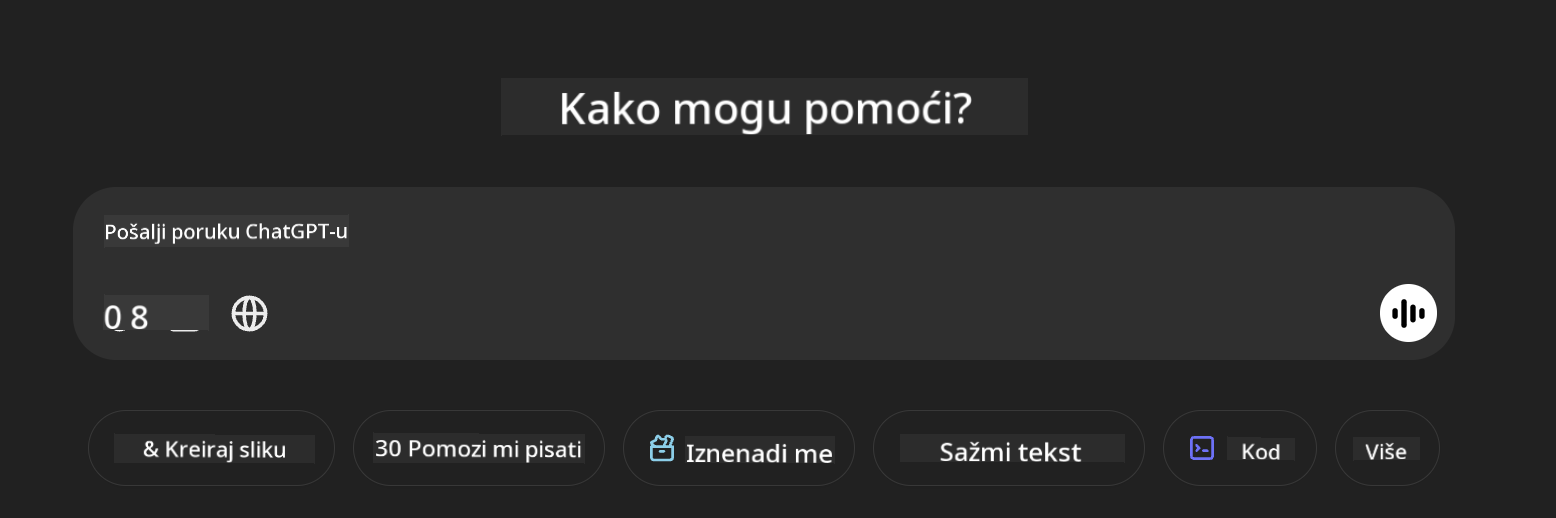 Kako mogu pomoći?
Pošalji poruku ChatGPT-u
0 8
& Kreiraj sliku
30 Pomozi mi pisati
Iznenadi me
Sažmi tekst
Kod
Više